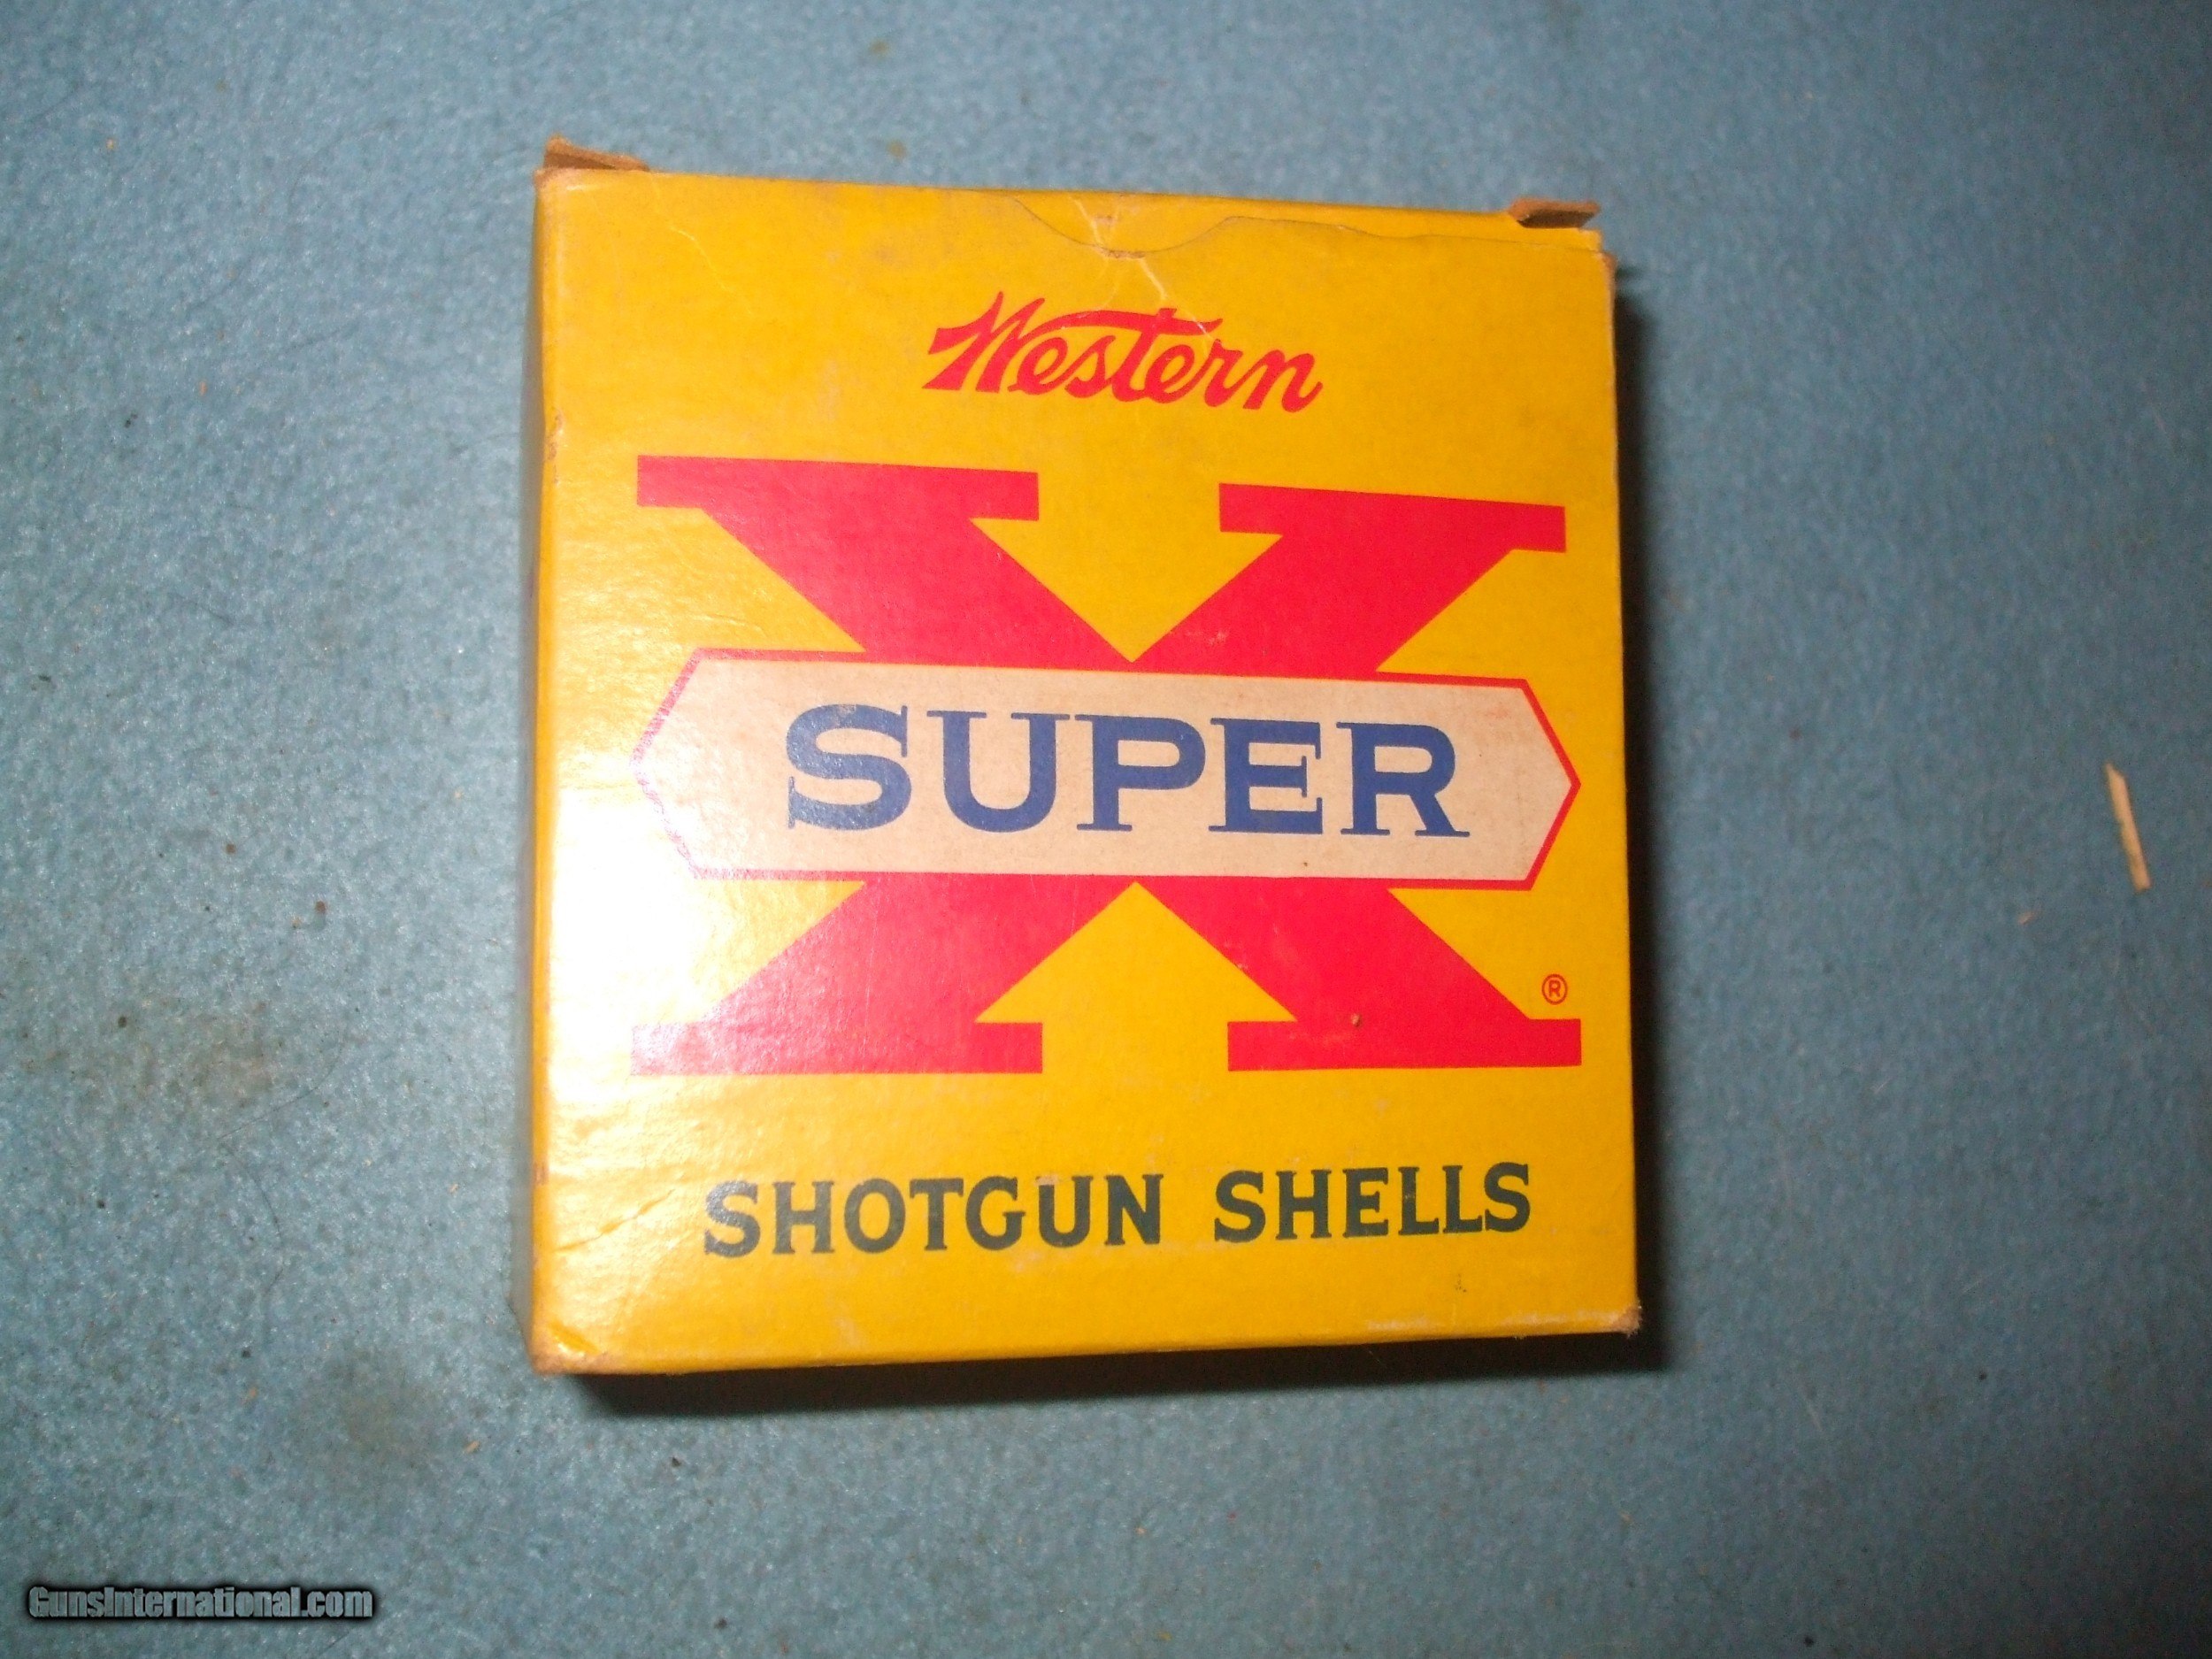 Western
X
SUPER
®
SHOTGUN SHELLS
GunsInternational.com